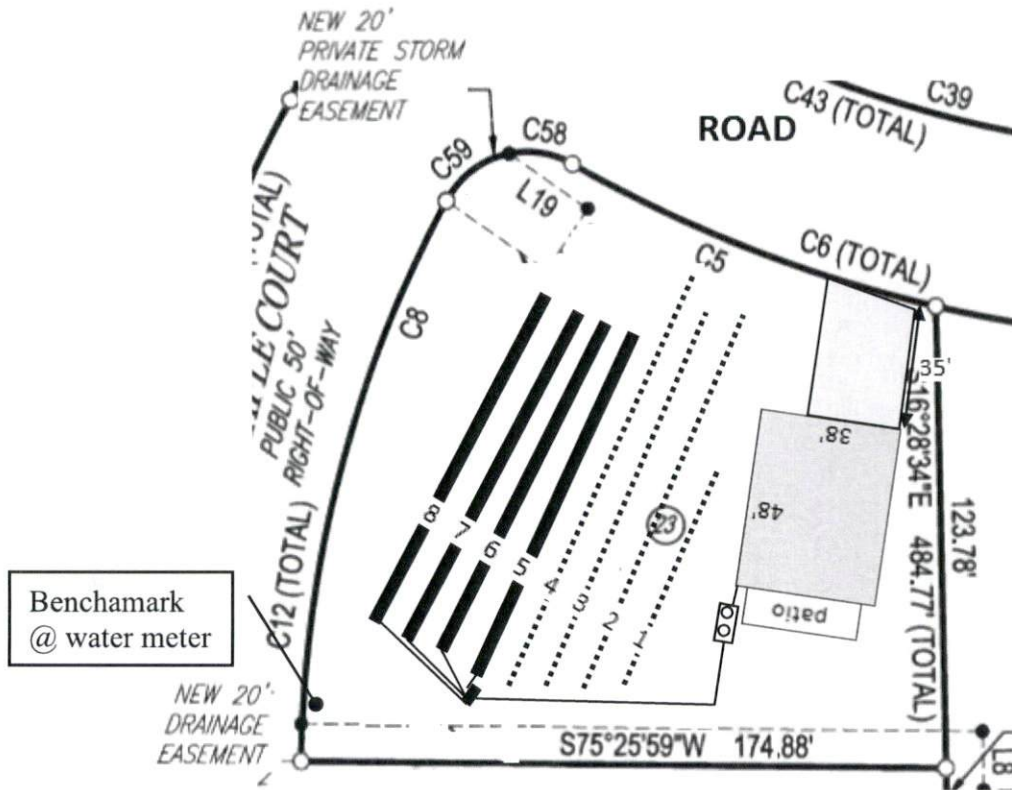 NEW 20'
PRIVATE STORM
DRAINAGE
EASEMENT
C59
C58
L19
ROAD
C43 (TOTAL)
C39
C6 (TOTAL)
C5
C8
PUBLIC 50'
RIGHT-OF-WAY
COURT
C12 (TOTAL)
35'
38'
48'
patio
23
8
7
6
5
4
3
2
1
16°28'34"E 484.77' (TOTAL)
123.78'
Benchamark
@ water meter
NEW 20'
DRAINAGE
EASEMENT
S75°25'59"W 174.88'
L8